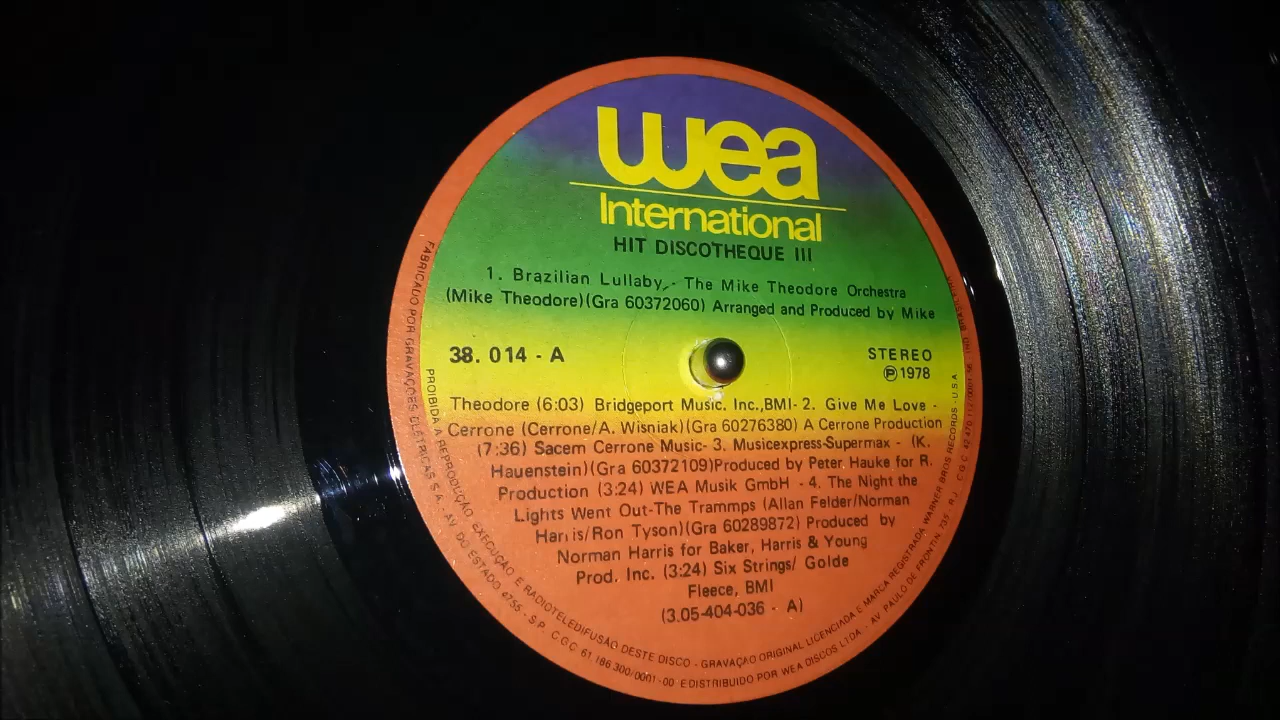 wea
International
HIT DISCOTHEQUE III
1. Brazilian Lullaby - The Mike Theodore Orchestra
(Mike Theodore)(Gra 60372060) Arranged and Produced by Mike
38. 014 - A
STEREO
℗ 1978
Theodore (6:03) Bridgeport Music. Inc.,BMI- 2. Give Me Love -
Cerrone (Cerrone/A. Wisniak)(Gra 60276380) A Cerrone Production
(7:36) Sacem Cerrone Music- 3. Musicexpress-Supermax - (K.
Hauenstein)(Gra 60372109)Produced by Peter Hauke for R.
Production (3:24) WEA Musik GmbH - 4. The Night the
Lights Went Out-The Trammps (Allan Felder/Norman
Harris/Ron Tyson)(Gra 60289872) Produced by
Norman Harris for Baker, Harris & Young
Prod. Inc. (3:24) Six Strings/ Golde
Fleece, BMI
(3.05-404-036 - A)
FABRICADO POR GRAVAÇÕES ELÉTRICAS S.A. - AV. DO ESTADO 4755 - S.P. C.G.C. 61.186.300/0001-00 E DISTRIBUIDO POR WEA DISCOS LTDA. - AV PAULO DE FRONTIN 735 - RJ - C.G.C. IND. BRASILEIRA
PROIBIDA A REPRODUÇÃO, EXECUÇÃO E RADIOTELEDIFUSÃO DESTE DISCO - GRAVAÇÃO ORIGINAL LICENCIADA E MARCA REGISTRADA WARNER BROS RECORDS - U.S.A.